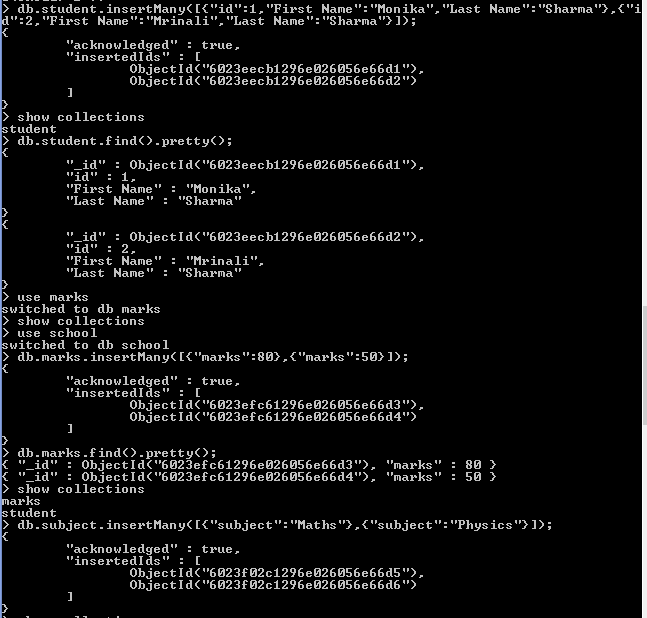 > db.student.insertMany([{"id":1,"First Name":"Monika","Last Name":"Sharma"},{"i
d":2,"First Name":"Mrinali","Last Name":"Sharma"}]);
{
        "acknowledged" : true,
        "insertedIds" : [
                ObjectId("6023eecb1296e026056e66d1"),
                ObjectId("6023eecb1296e026056e66d2")
        ]
}
> show collections
student
> db.student.find().pretty();
{
        "_id" : ObjectId("6023eecb1296e026056e66d1"),
        "id" : 1,
        "First Name" : "Monika",
        "Last Name" : "Sharma"
}
{
        "_id" : ObjectId("6023eecb1296e026056e66d2"),
        "id" : 2,
        "First Name" : "Mrinali",
        "Last Name" : "Sharma"
}
> use marks
switched to db marks
> show collections
> use school
switched to db school
> db.marks.insertMany([{"marks":80},{"marks":50}]);
{
        "acknowledged" : true,
        "insertedIds" : [
                ObjectId("6023efc61296e026056e66d3"),
                ObjectId("6023efc61296e026056e66d4")
        ]
}
> db.marks.find().pretty();
{ "_id" : ObjectId("6023efc61296e026056e66d3"), "marks" : 80 }
{ "_id" : ObjectId("6023efc61296e026056e66d4"), "marks" : 50 }
> show collections
marks
student
> db.subject.insertMany([{"subject":"Maths"},{"subject":"Physics"}]);
{
        "acknowledged" : true,
        "insertedIds" : [
                ObjectId("6023f02c1296e026056e66d5"),
                ObjectId("6023f02c1296e026056e66d6")
        ]
}